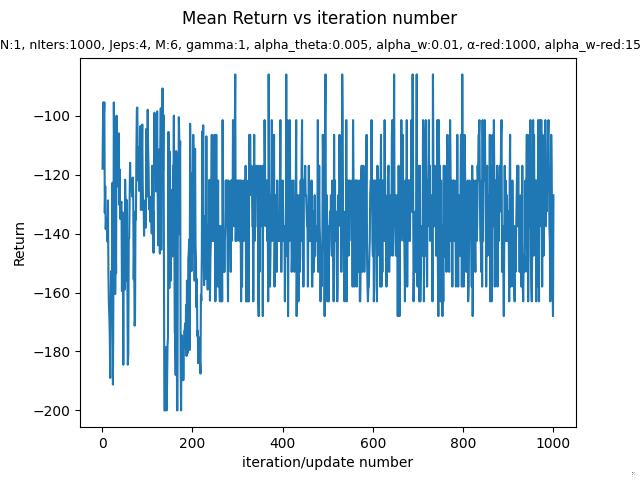 Mean Return vs iteration number
N:1, nIters:1000, Jeps:4, M:6, gamma:1, alpha_theta:0.005, alpha_w:0.01, α-red:1000, alpha_w-red:15
−100
−120
−140
−160
−180
−200
Return
0 200 400 600 800 1000
iteration/update number